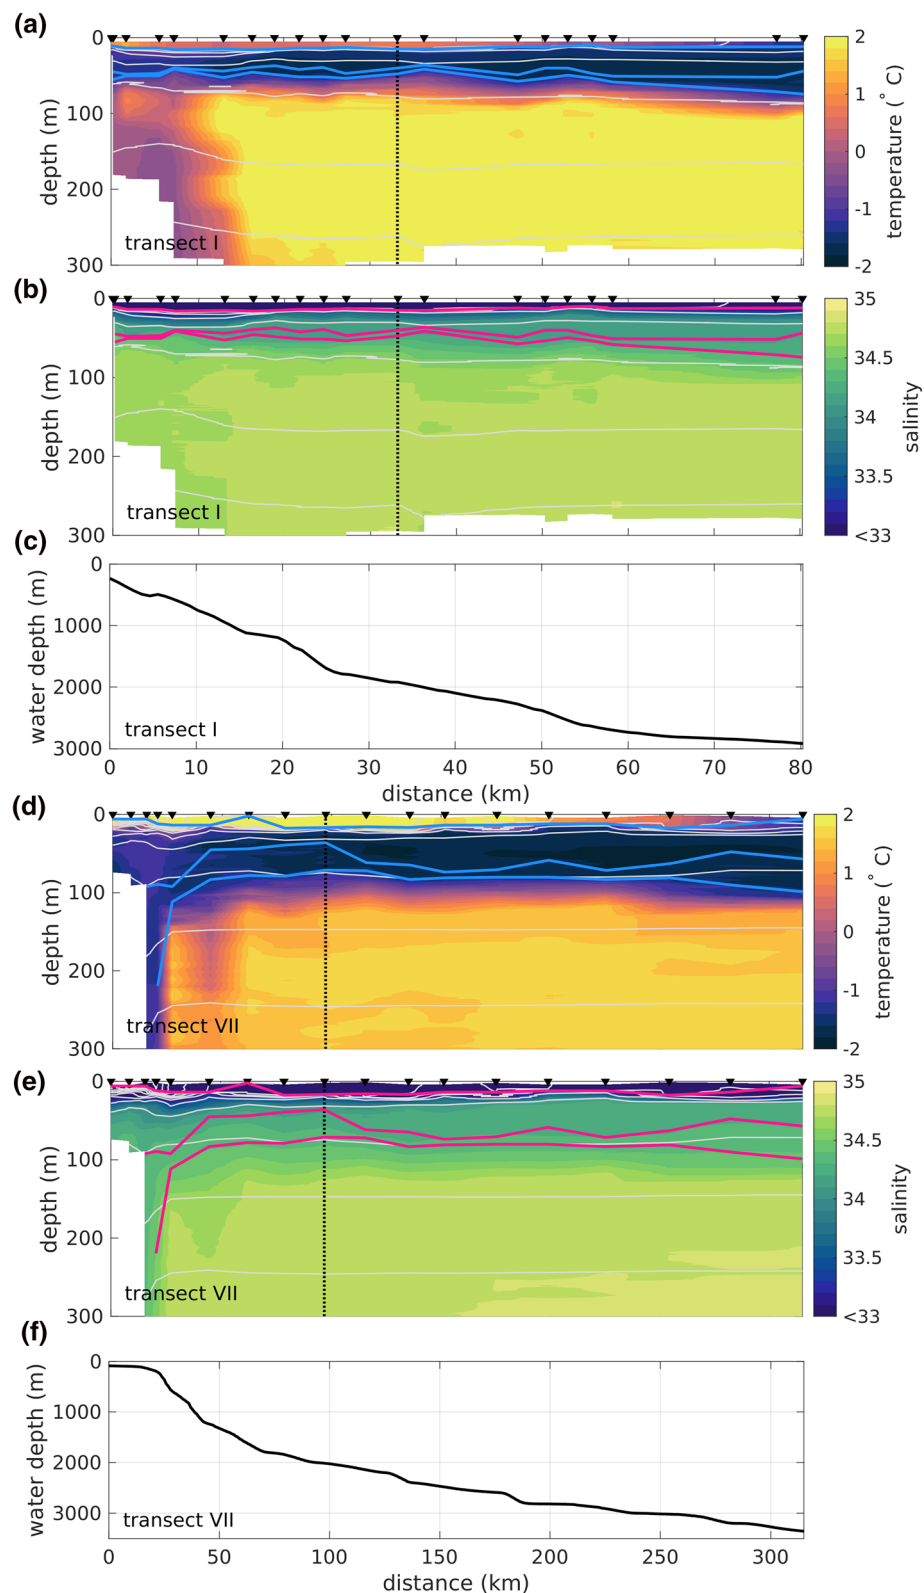 (a)
0
100
200
300
depth (m)
transect I
2
1
0
-1
-2
temperature (° C)
(b)
0
100
200
300
depth (m)
transect I
35
34.5
34
33.5
<33
salinity
(c)
0
1000
2000
3000
water depth (m)
transect I
0 10 20 30 40 50 60 70 80
distance (km)
(d)
0
100
200
300
depth (m)
transect VII
2
1
0
-1
-2
temperature (° C)
(e)
0
100
200
300
depth (m)
transect VII
35
34.5
34
33.5
<33
salinity
(f)
0
1000
2000
3000
water depth (m)
transect VII
0 50 100 150 200 250 300
distance (km)